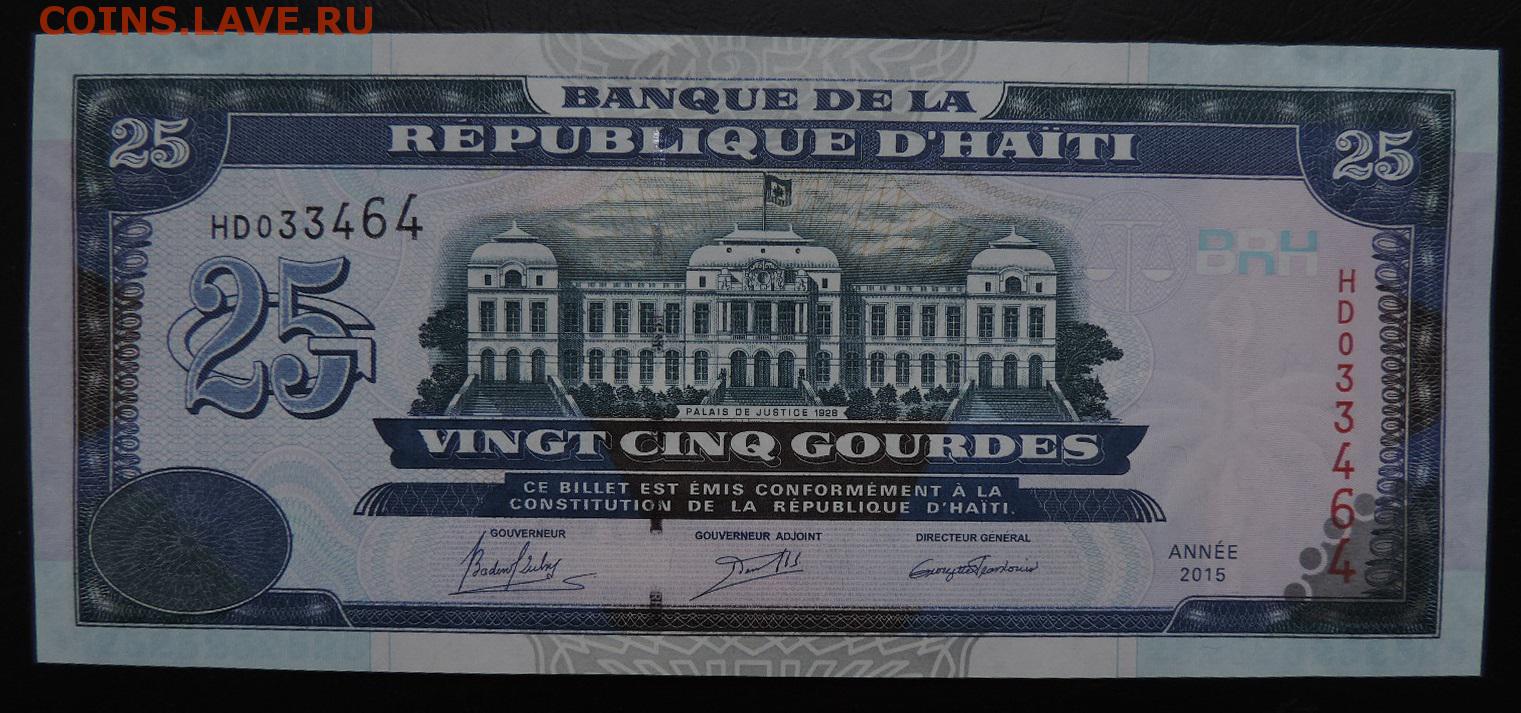 COINS.LAVE.RU
BANQUE DE LA
RÉPUBLIQUE D'HAÏTI
25
25
HD033464
BRH
25
HD033464
PALAIS DE JUSTICE 1928
VINGT CINQ GOURDES
CE BILLET EST ÉMIS CONFORMÉMENT À LA
CONSTITUTION DE LA RÉPUBLIQUE D'HAÏTI.
GOUVERNEUR
GOUVERNEUR ADJOINT
DIRECTEUR GÉNÉRAL
ANNÉE
2015